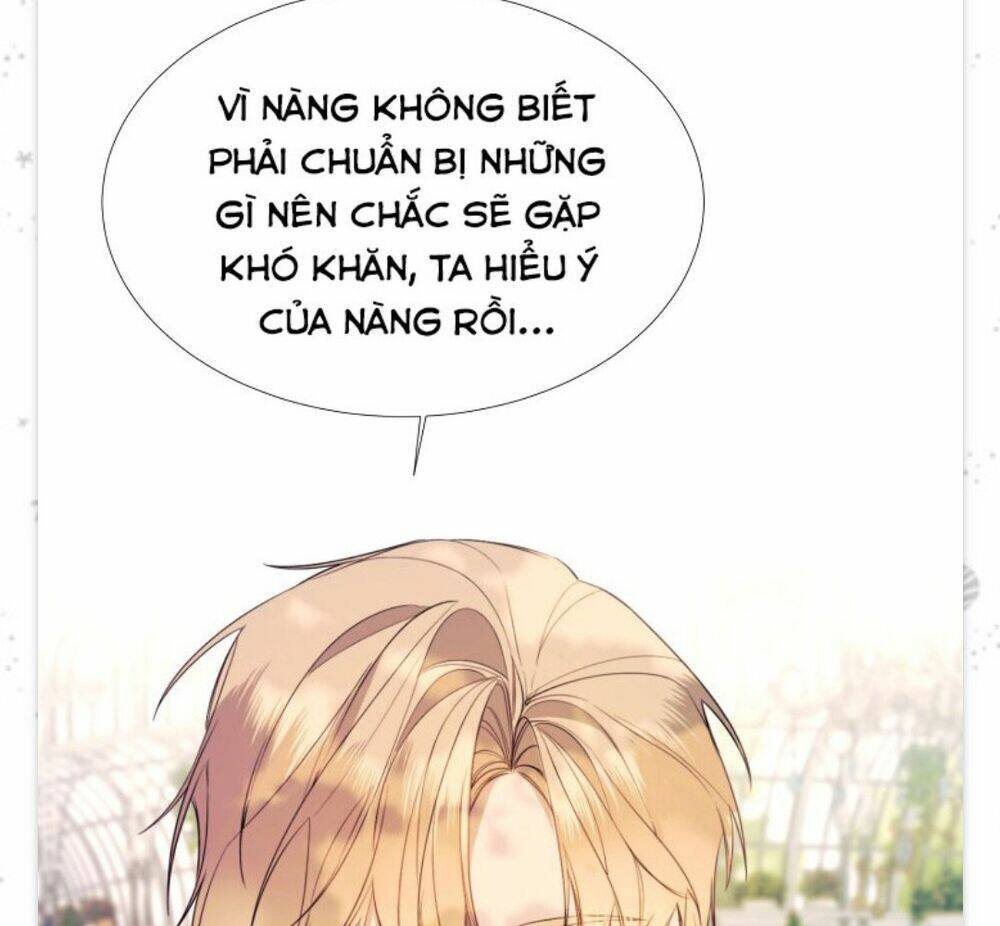 VÌ NÀNG KHÔNG BIẾT
PHẢI CHUẨN BỊ NHỮNG
GÌ NÊN CHẮC SẼ GẶP
KHÓ KHĂN, TA HIỂU Ý
CỦA NÀNG RỒI...